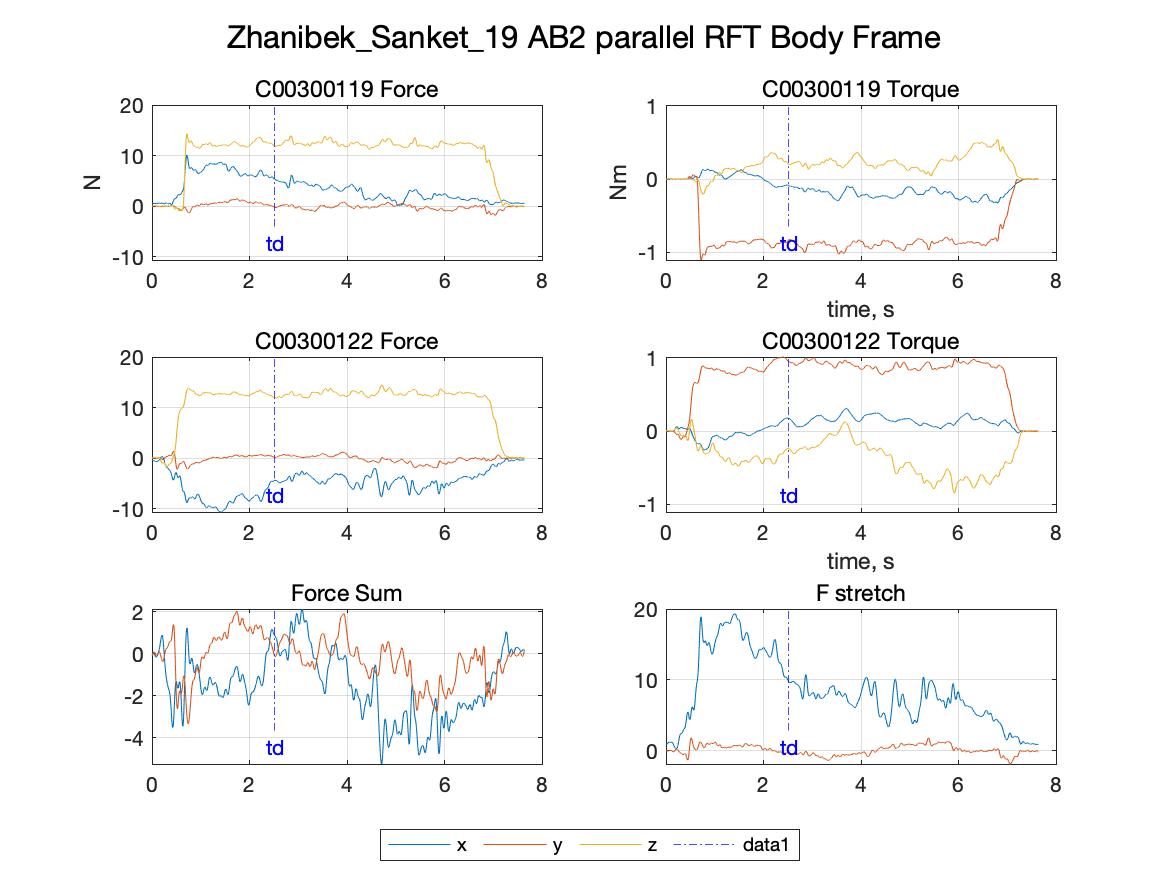 Zhanibek_Sanket_19 AB2 parallel RFT Body Frame
C00300119 Force
20
10
0
-10
N
td
0 2 4 6 8
C00300119 Torque
1
0
-1
Nm
td
0 2 4 6 8
time, s
C00300122 Force
20
10
0
-10
td
0 2 4 6 8
C00300122 Torque
1
0
-1
td
0 2 4 6 8
time, s
Force Sum
2
0
-2
-4
td
0 2 4 6 8
F stretch
20
10
0
td
0 2 4 6 8
x y z data1